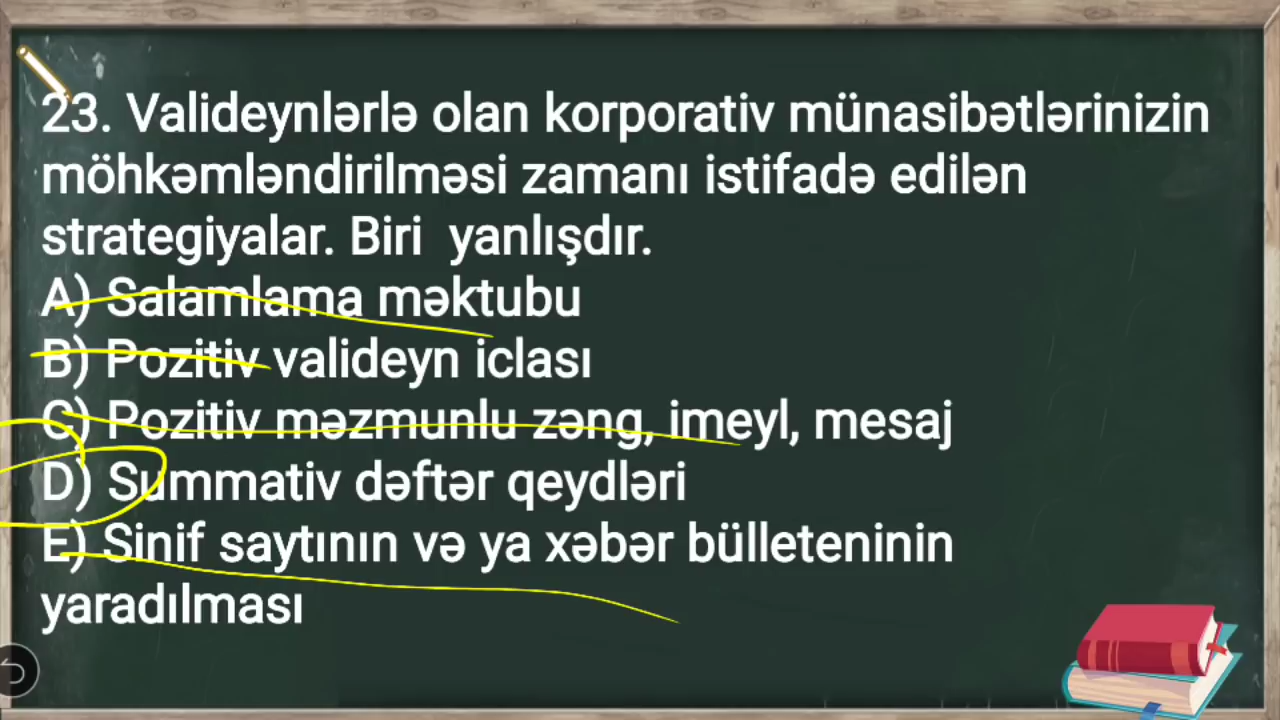 23. Valideynlərlə olan korporativ münasibətlərinizin
möhkəmləndirilməsi zamanı istifadə edilən
strategiyalar. Biri yanlışdır.
A) Salamlama məktubu
B) Pozitiv valideyn iclası
C) Pozitiv məzmunlu zəng, imeyl, mesaj
D) Summativ dəftər qeydləri
E) Sinif saytının və ya xəbər bülleteninin
yaradılması